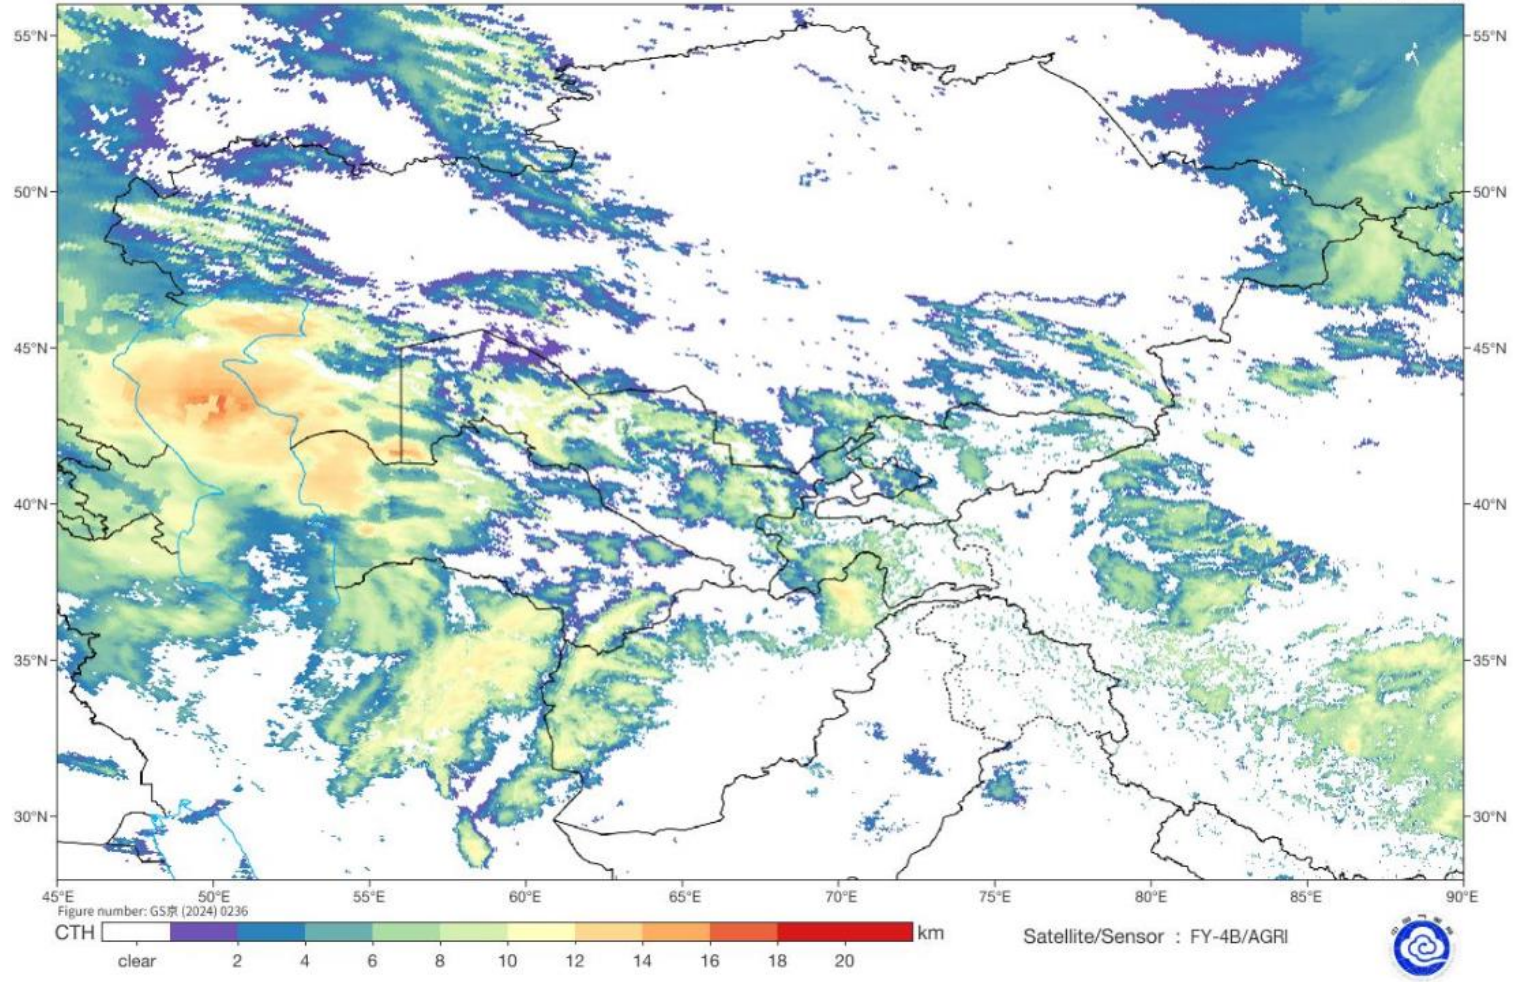 55°N 55°N
50°N 50°N
45°N 45°N
40°N 40°N
35°N 35°N
30°N 30°N
45°E 50°E 55°E 60°E 65°E 70°E 75°E 80°E 85°E 90°E
Figure number: GS京 (2024) 0236
CTH km Satellite/Sensor : FY-4B/AGRI
clear 2 4 6 8 10 12 14 16 18 20